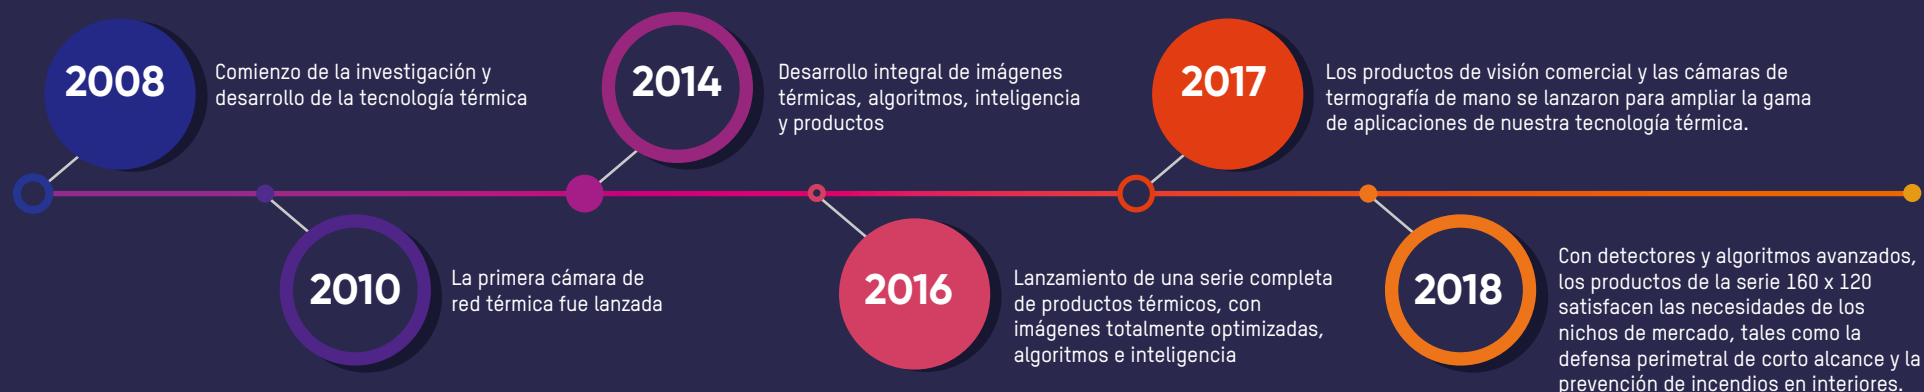 2008
Comienzo de la investigación y
desarrollo de la tecnología térmica
2010
La primera cámara de
red térmica fue lanzada
2014
Desarrollo integral de imágenes
térmicas, algoritmos, inteligencia
y productos
2016
Lanzamiento de una serie completa
de productos térmicos, con
imágenes totalmente optimizadas,
algoritmos e inteligencia
2017
Los productos de visión comercial y las cámaras de
termografía de mano se lanzaron para ampliar la gama
de aplicaciones de nuestra tecnología térmica.
2018
Con detectores y algoritmos avanzados,
los productos de la serie 160 x 120
satisfacen las necesidades de los
nichos de mercado, tales como la
defensa perimetral de corto alcance y la
prevención de incendios en interiores.